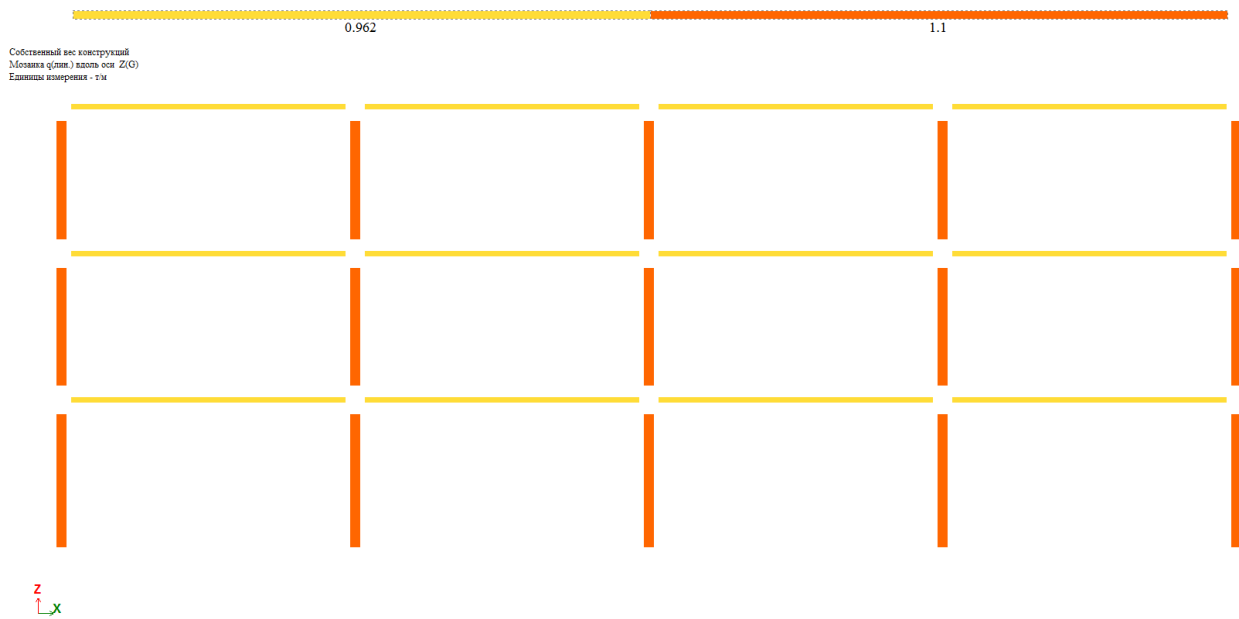 0.962 1.1
Собственный вес конструкций
Мозаика q(лин.) вдоль оси Z(G)
Единицы измерения - т/м
Z
X